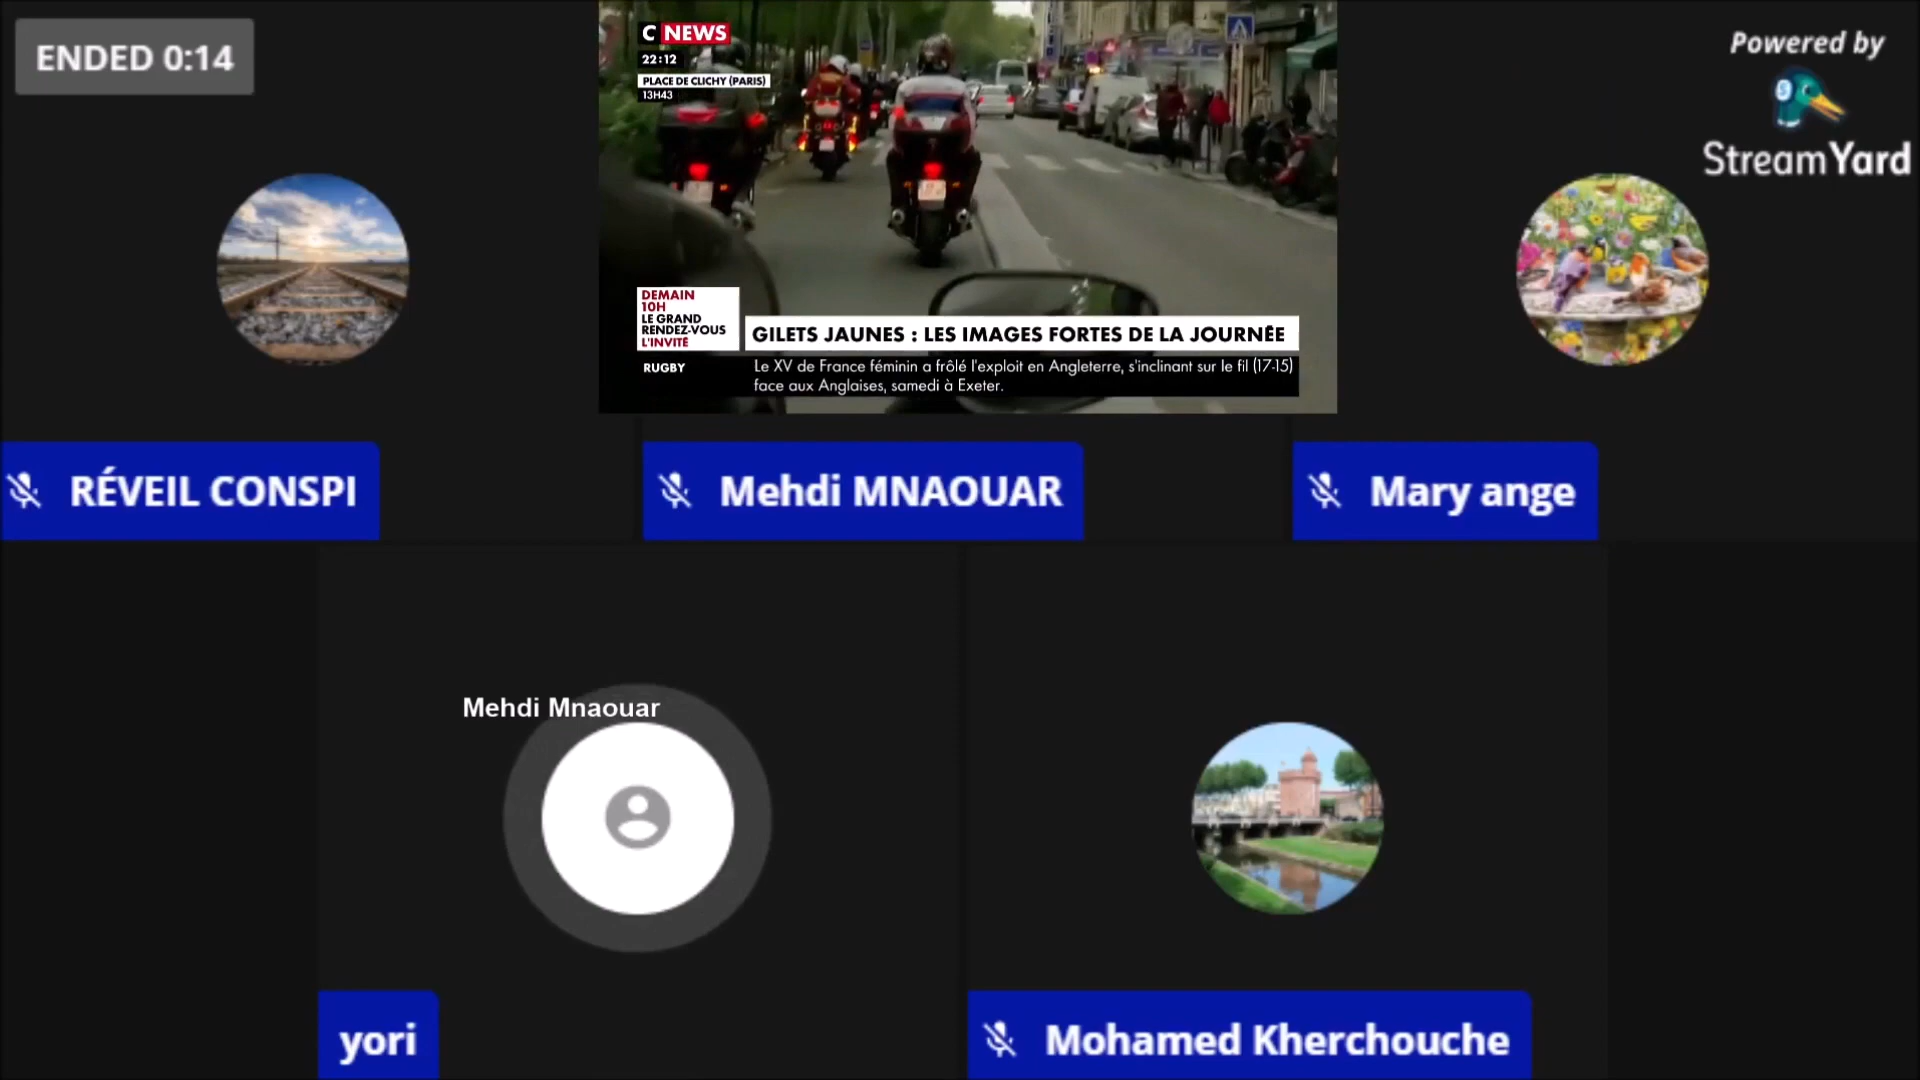 ENDED 0:14
C NEWS
22:12
PLACE DE CLICHY (PARIS)
13H43
Powered by
StreamYard
DEMAIN
10H
LE GRAND
RENDEZ-VOUS
L'INVITÉ
GILETS JAUNES : LES IMAGES FORTES DE LA JOURNÉE
RUGBY
Le XV de France féminin a frôlé l'exploit en Angleterre, s'inclinant sur le fil (17-15)
face aux Anglaises, samedi à Exeter.
RÉVEIL CONSPI
Mehdi MNAOUAR
Mary ange
Mehdi Mnaouar
yori
Mohamed Kherchouche